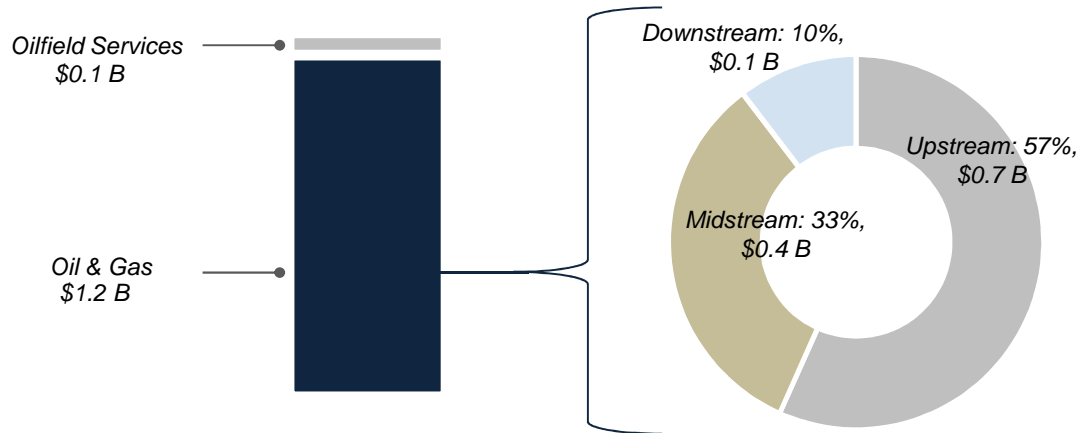 Oilfield Services
$0.1 B
Oil & Gas
$1.2 B
Downstream: 10%,
$0.1 B
Upstream: 57%,
$0.7 B
Midstream: 33%,
$0.4 B